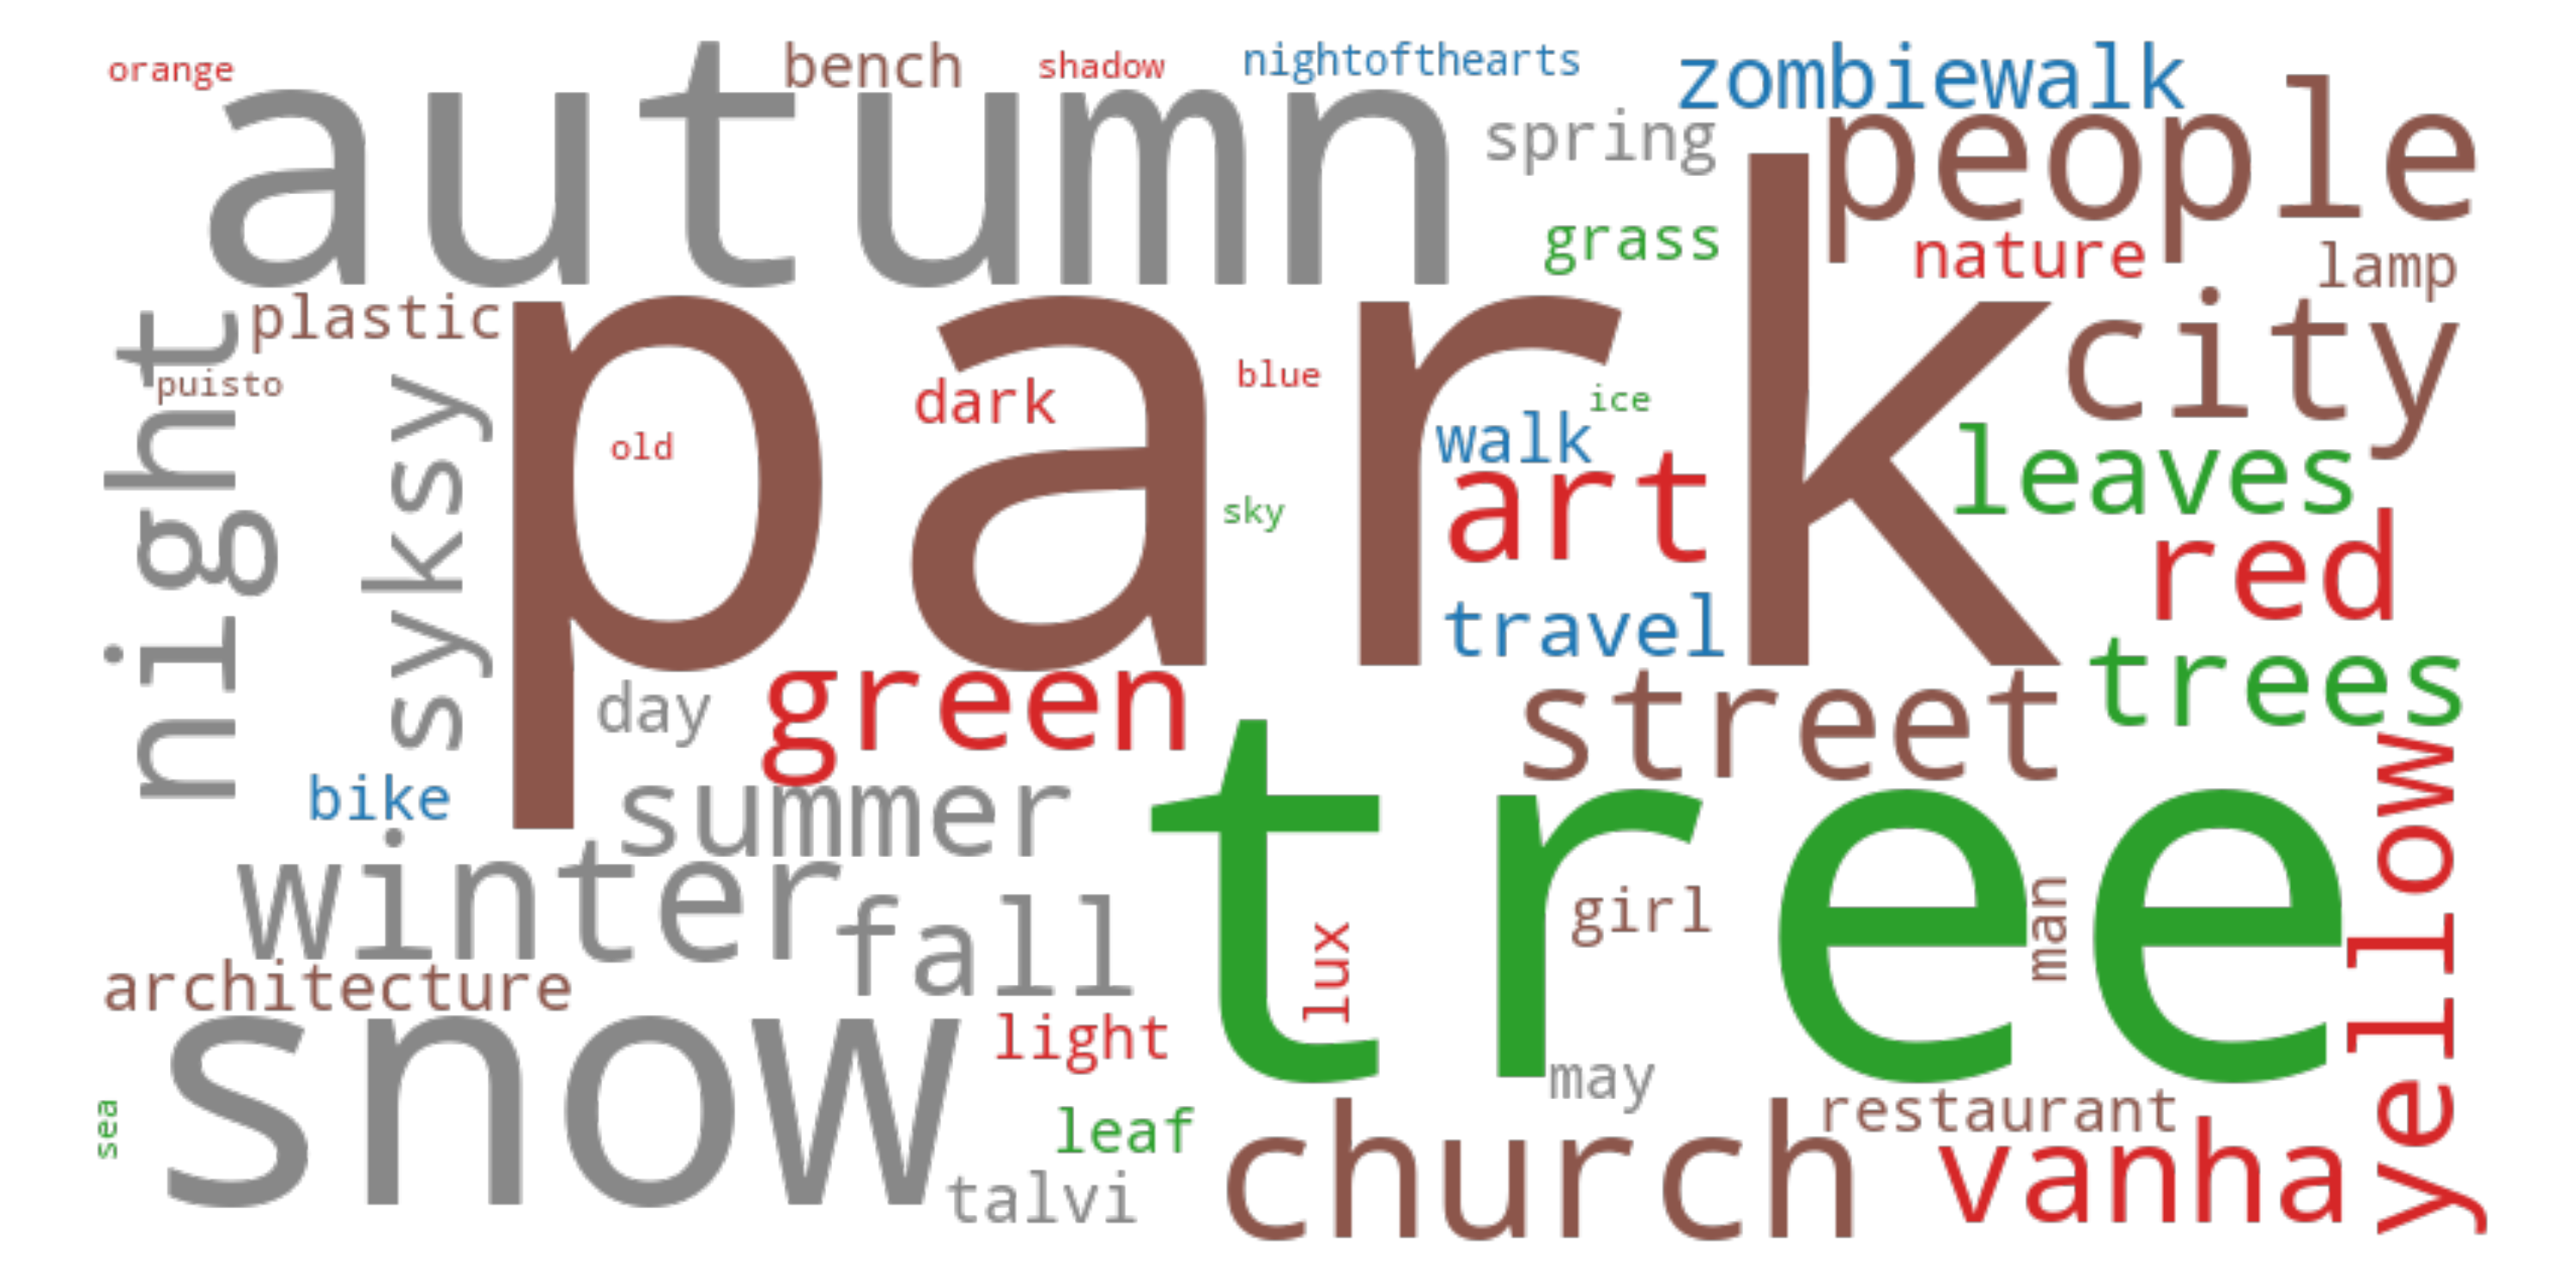 orange
bench
shadow
nightofthearts
zombiewalk
autumn
spring
people
grass
nature
lamp
night
plastic
park
city
puisto
syksy
dark
blue
ice
old
walk
leaves
art
sky
red
travel
trees
day
green
street
bike
summer
tree
yellow
winter
fall
girl
man
lux
architecture
snow
light
may
sea
leaf
church
restaurant
vanha
talvi